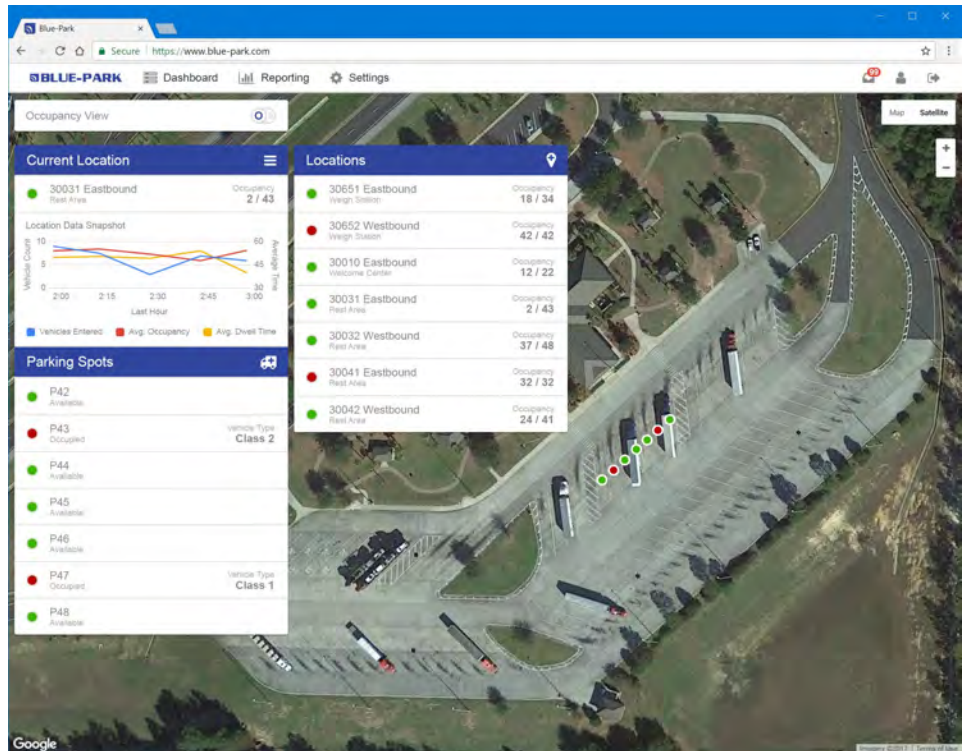 Blue-Park
Secure https://www.blue-park.com
BLUE-PARK Dashboard Reporting Settings 99
Occupancy View
Map Satellite
+
-
Current Location
30031 Eastbound Occupancy
Rest Area 2 / 43
Location Data Snapshot
Vehicle Count
10
5
0
60
45
30
Average Time
2:00 2:15 2:30 2:45 3:00
Last Hour
Vehicles Entered Avg. Occupancy Avg. Dwell Time
Parking Spots
P42
Available
P43 Vehicle Type
Occupied Class 2
P44
Available
P45
Available
P46
Available
P47 Vehicle Type
Occupied Class 1
P48
Available
Locations
30651 Eastbound Occupancy
Weigh Station 18 / 34
30652 Westbound Occupancy
Weigh Station 42 / 42
30010 Eastbound Occupancy
Welcome Center 12 / 22
30031 Eastbound Occupancy
Rest Area 2 / 43
30032 Westbound Occupancy
Rest Area 37 / 48
30041 Eastbound Occupancy
Rest Area 32 / 32
30042 Westbound Occupancy
Rest Area 24 / 41
Google
Imagery ©2017 Terms of Use